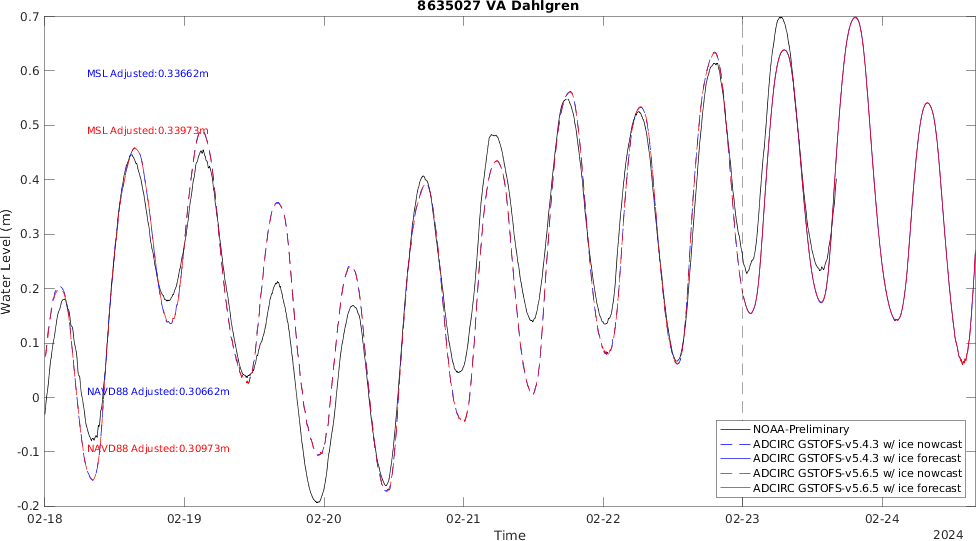 8635027 VA Dahlgren
0.7
MSL Adjusted:0.33662m
0.6
0.5
MSL Adjusted:0.33973m
0.4
0.3
Water Level (m)
0.2
0.1
NAVD88 Adjusted:0.30662m
0
NAVD88 Adjusted:0.30973m
-0.1
NOAA-Preliminary
ADCIRC GSTOFS-v5.4.3 w/ ice nowcast
ADCIRC GSTOFS-v5.4.3 w/ ice forecast
ADCIRC GSTOFS-v5.6.5 w/ ice nowcast
ADCIRC GSTOFS-v5.6.5 w/ ice forecast
-0.2
02-18 02-19 02-20 02-21 02-22 02-23 02-24
Time
2024